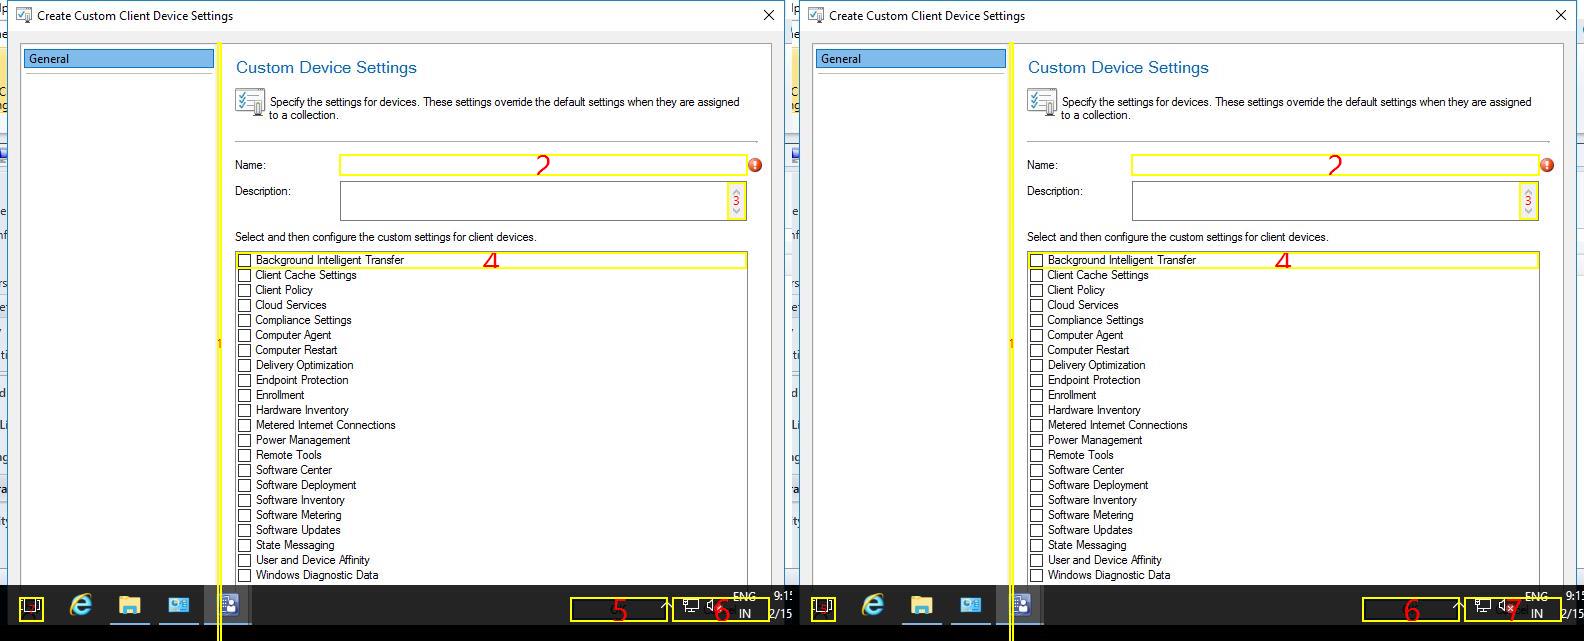 Create Custom Client Device Settings
General
Custom Device Settings
Specify the settings for devices. These settings override the default settings when they are assigned
to a collection.
Name:
2
Description:
3
Select and then configure the custom settings for client devices.
Background Intelligent Transfer
4
Client Cache Settings
Client Policy
Cloud Services
Compliance Settings
Computer Agent
1
Computer Restart
Delivery Optimization
Endpoint Protection
Enrollment
Hardware Inventory
Metered Internet Connections
Power Management
Remote Tools
Software Center
Software Deployment
Software Inventory
Software Metering
Software Updates
State Messaging
User and Device Affinity
Windows Diagnostic Data
5
6
ENG
IN
9:15
2/15
Create Custom Client Device Settings
General
Custom Device Settings
Specify the settings for devices. These settings override the default settings when they are assigned
to a collection.
Name:
2
Description:
3
Select and then configure the custom settings for client devices.
Background Intelligent Transfer
4
Client Cache Settings
Client Policy
Cloud Services
Compliance Settings
Computer Agent
1
Computer Restart
Delivery Optimization
Endpoint Protection
Enrollment
Hardware Inventory
Metered Internet Connections
Power Management
Remote Tools
Software Center
Software Deployment
Software Inventory
Software Metering
Software Updates
State Messaging
User and Device Affinity
Windows Diagnostic Data
6
7
ENG
IN
9:15
2/15